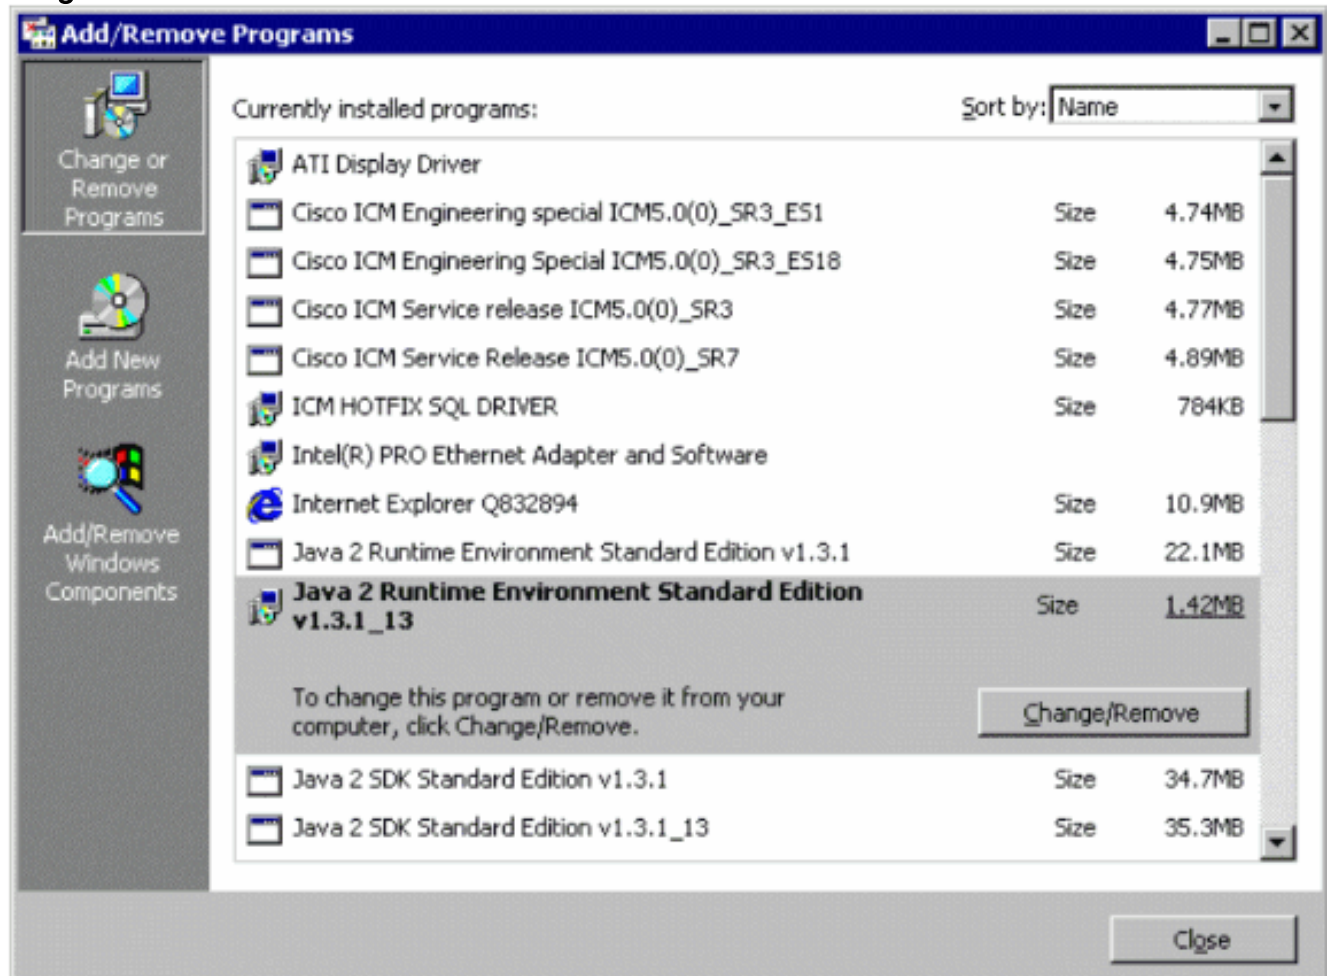 Add/Remove Programs
Change or
Remove
Programs
Add New
Programs
Add/Remove
Windows
Components
Currently installed programs:
Sort by: Name
ATI Display Driver
Cisco ICM Engineering special ICM5.0(0)_SR3_ES1 Size 4.74MB
Cisco ICM Engineering Special ICM5.0(0)_SR3_ES18 Size 4.75MB
Cisco ICM Service release ICM5.0(0)_SR3 Size 4.77MB
Cisco ICM Service Release ICM5.0(0)_SR7 Size 4.89MB
ICM HOTFIX SQL DRIVER Size 784KB
Intel(R) PRO Ethernet Adapter and Software
Internet Explorer Q832894 Size 10.9MB
Java 2 Runtime Environment Standard Edition v1.3.1 Size 22.1MB
Java 2 Runtime Environment Standard Edition
v1.3.1_13 Size 1.42MB
To change this program or remove it from your
computer, click Change/Remove.
Change/Remove
Java 2 SDK Standard Edition v1.3.1 Size 34.7MB
Java 2 SDK Standard Edition v1.3.1_13 Size 35.3MB
Close